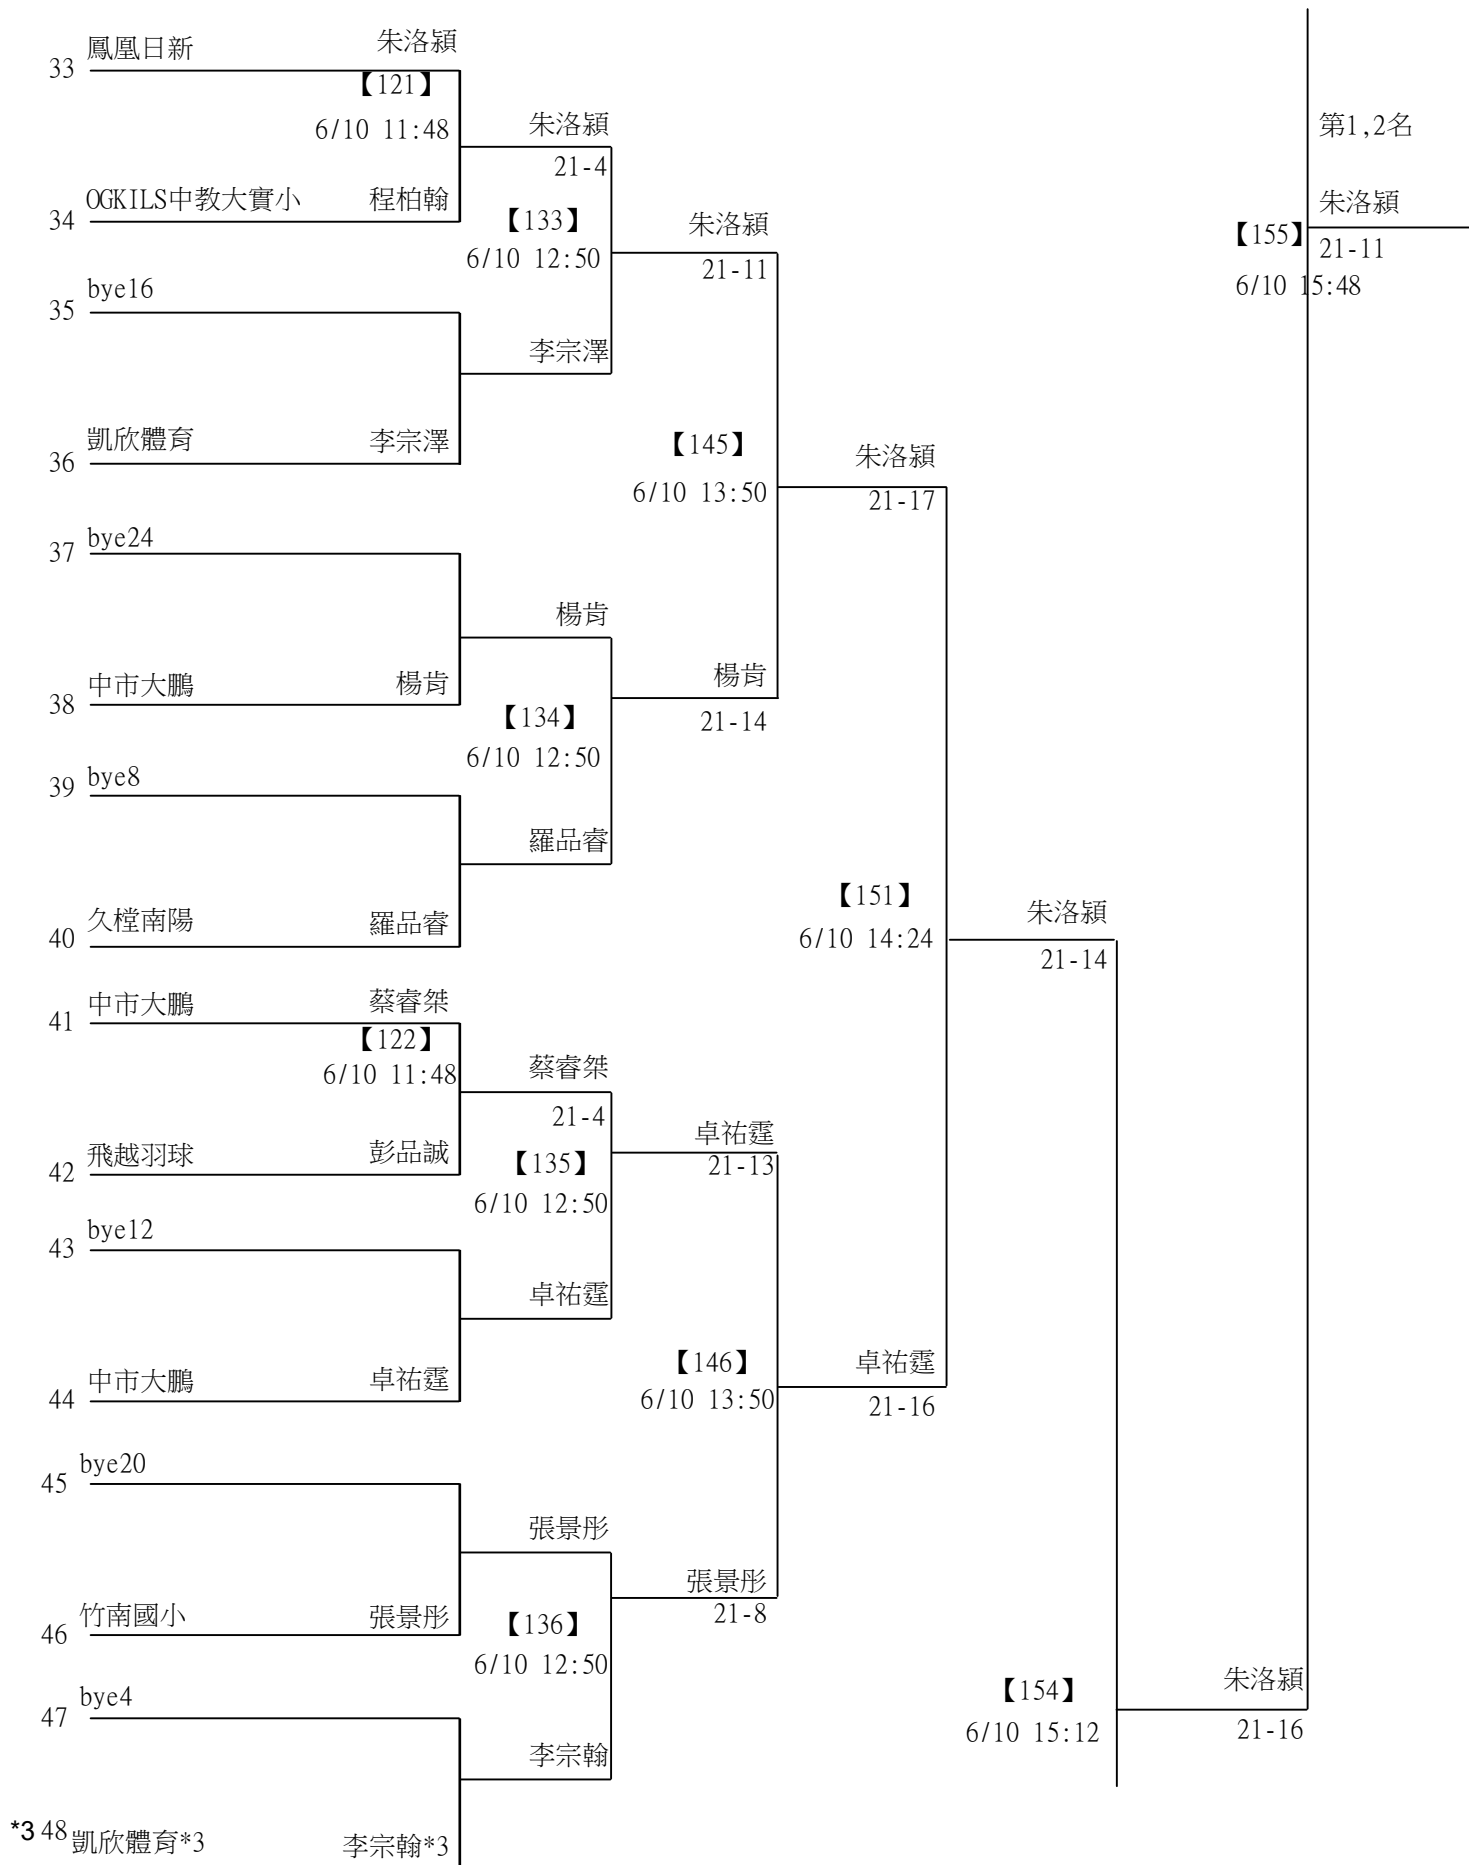 鳳凰日新 朱洛潁
33
【121】
6/10 11:48
朱洛潁
21-4
第1,2名
34 OGKILS中教大實小 程柏翰
【133】
6/10 12:50
朱洛潁
21-11
朱洛潁
【155】
21-11
6/10 15:48
35 bye16
李宗澤
36 凱欣體育 李宗澤
【145】
6/10 13:50
朱洛潁
21-17
37 bye24
楊肯
38 中市大鵬 楊肯
【134】
6/10 12:50
楊肯
21-14
39 bye8
羅品睿
40 久樘南陽 羅品睿
【151】
6/10 14:24
朱洛潁
21-14
41 中市大鵬 蔡睿桀
【122】
6/10 11:48
蔡睿桀
21-4
42 飛越羽球 彭品誠
【135】
6/10 12:50
卓祐霆
21-13
43 bye12
卓祐霆
44 中市大鵬 卓祐霆
【146】
6/10 13:50
卓祐霆
21-16
45 bye20
張景彤
46 竹南國小 張景彤
【136】
6/10 12:50
張景彤
21-8
47 bye4
李宗翰
【154】
6/10 15:12
朱洛潁
21-16
*3 48 凱欣體育*3 李宗翰*3